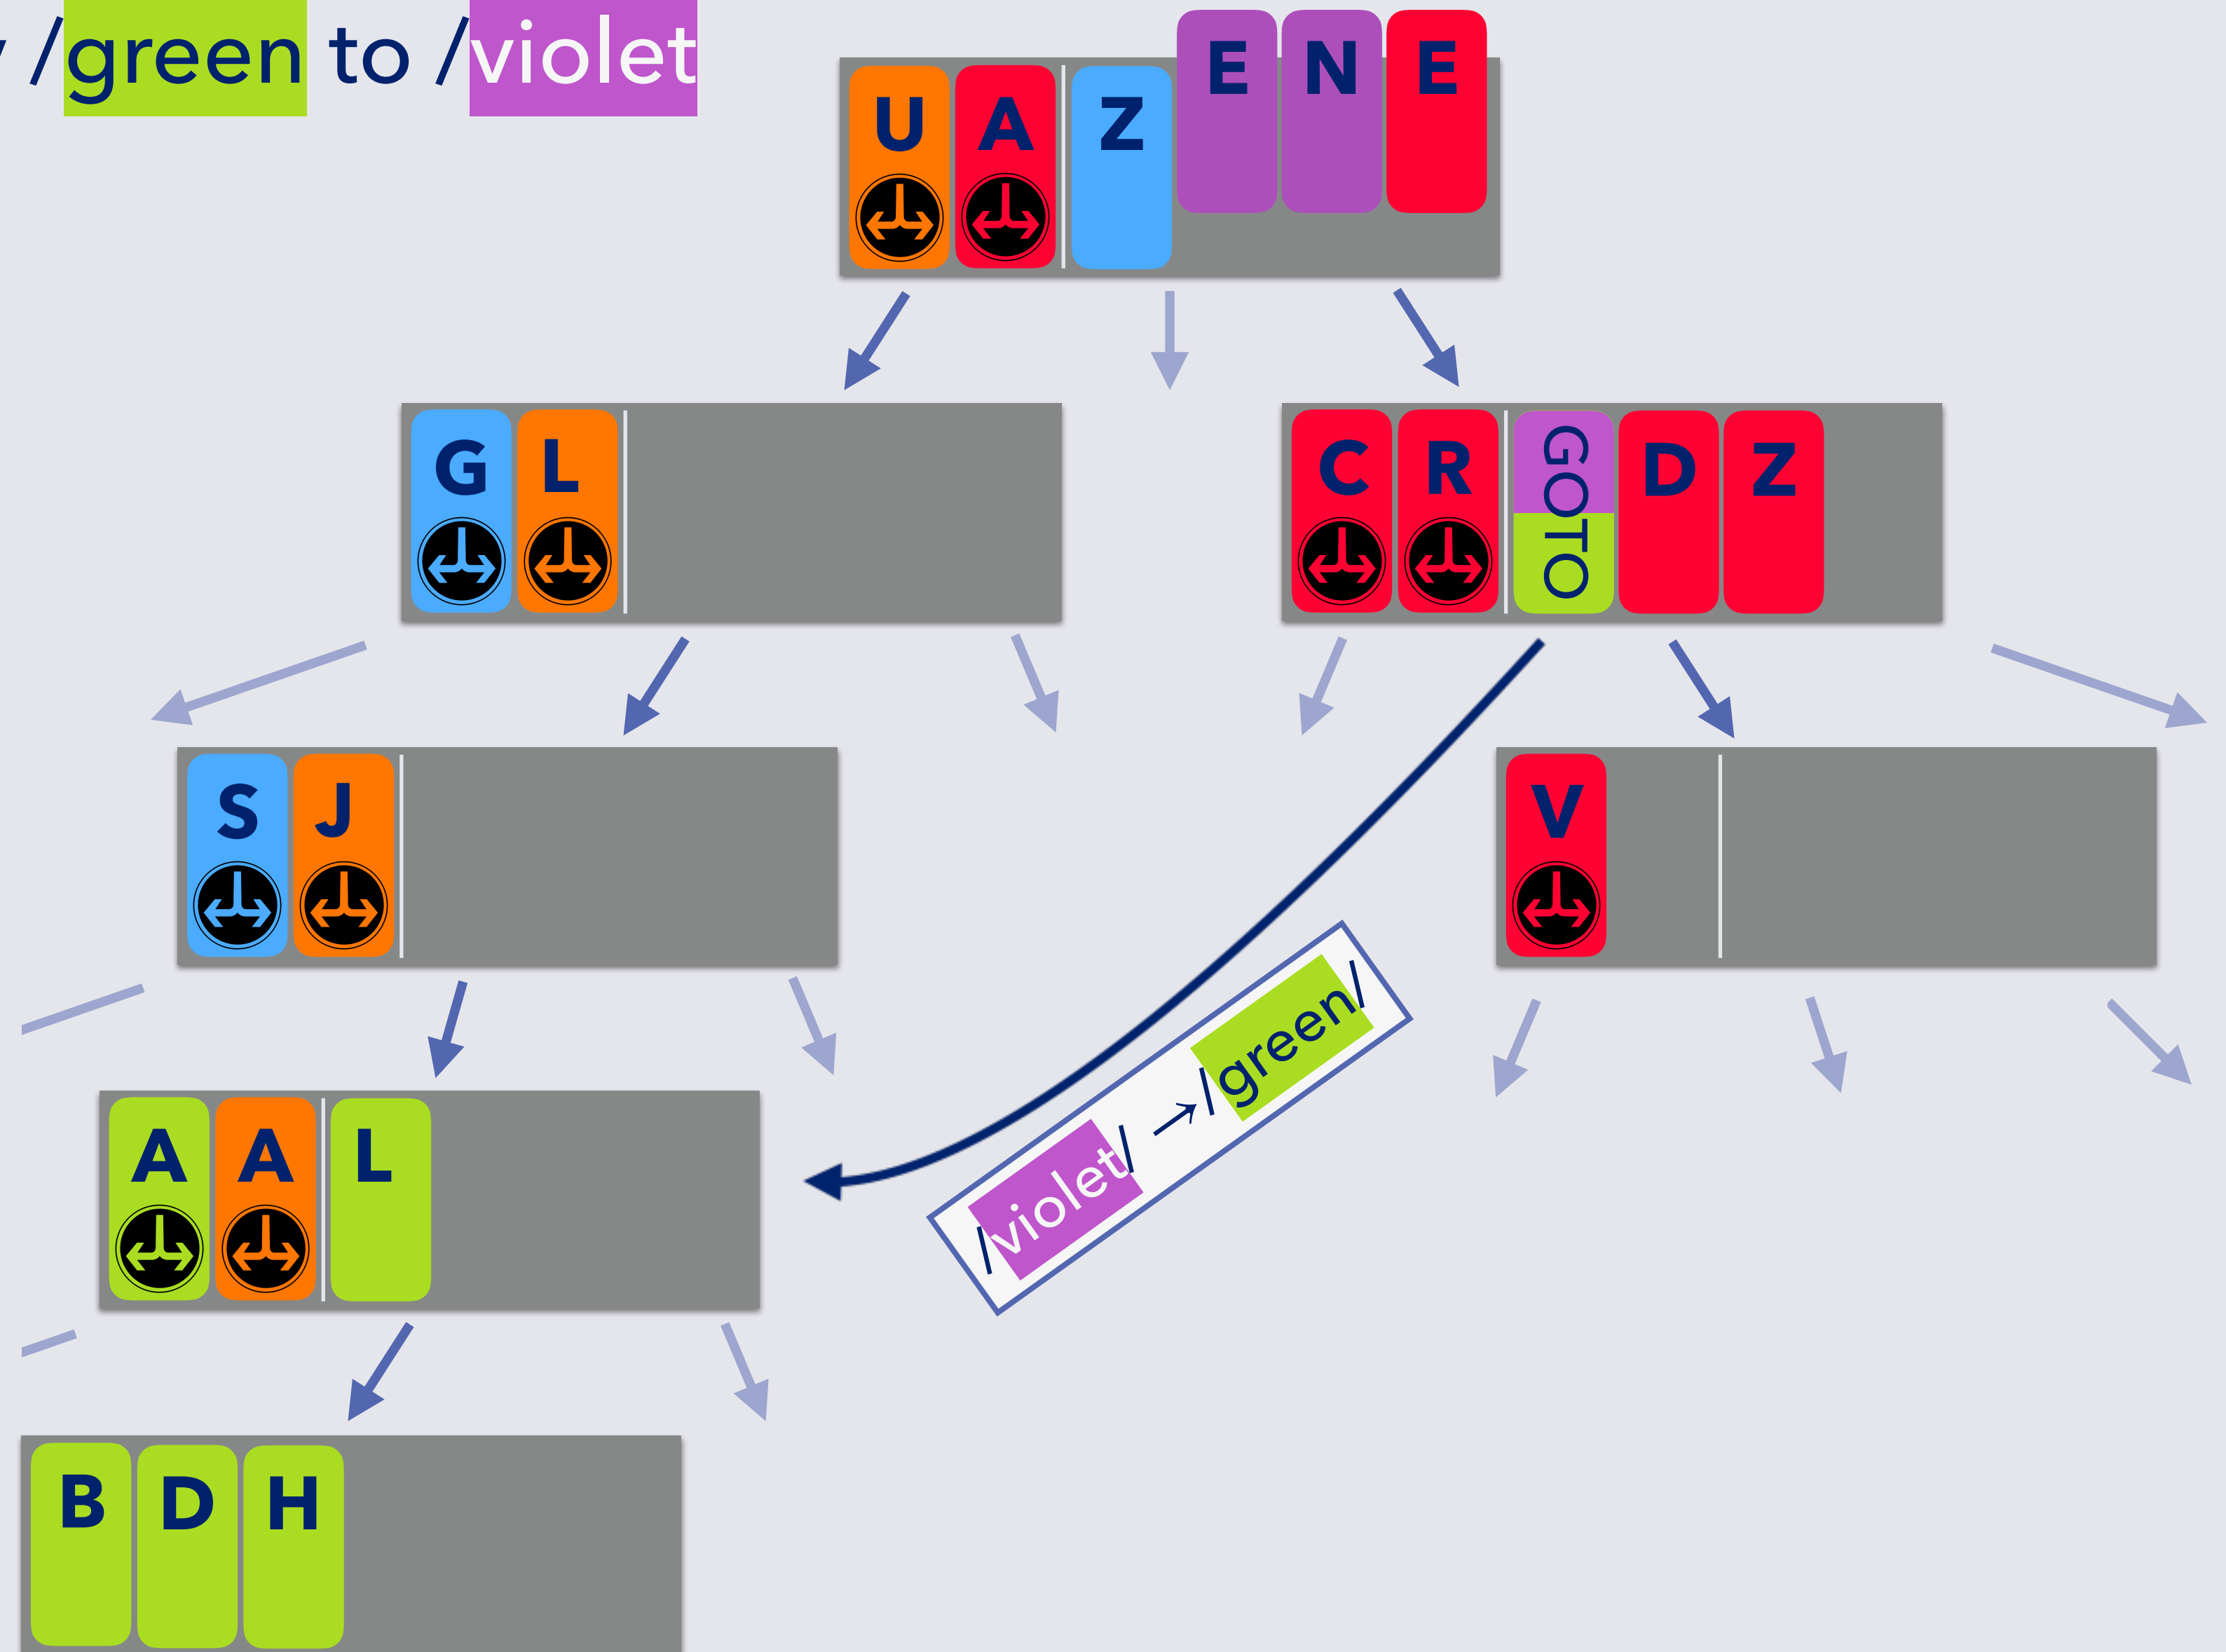 /green to /violet
U A Z E N E
G L
C R GOTO D Z
S J
V
/violet/ → /green/
A A L
B D H